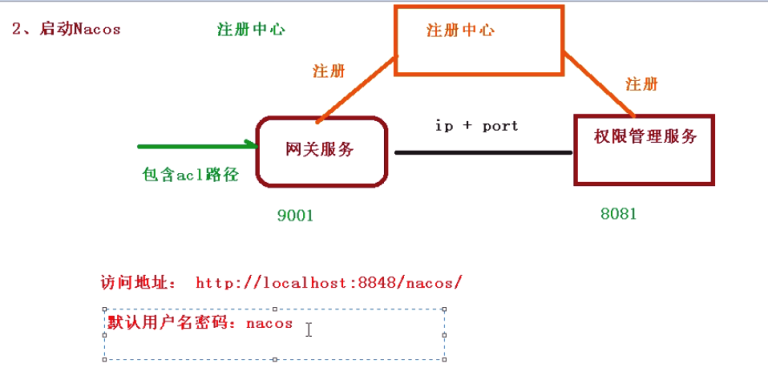 2、启动Nacos
注册中心
注册中心
注册
注册
ip + port
网关服务
权限管理服务
包含acl路径
9001
8081
访问地址： http://localhost:8848/nacos/
默认用户名密码：nacos